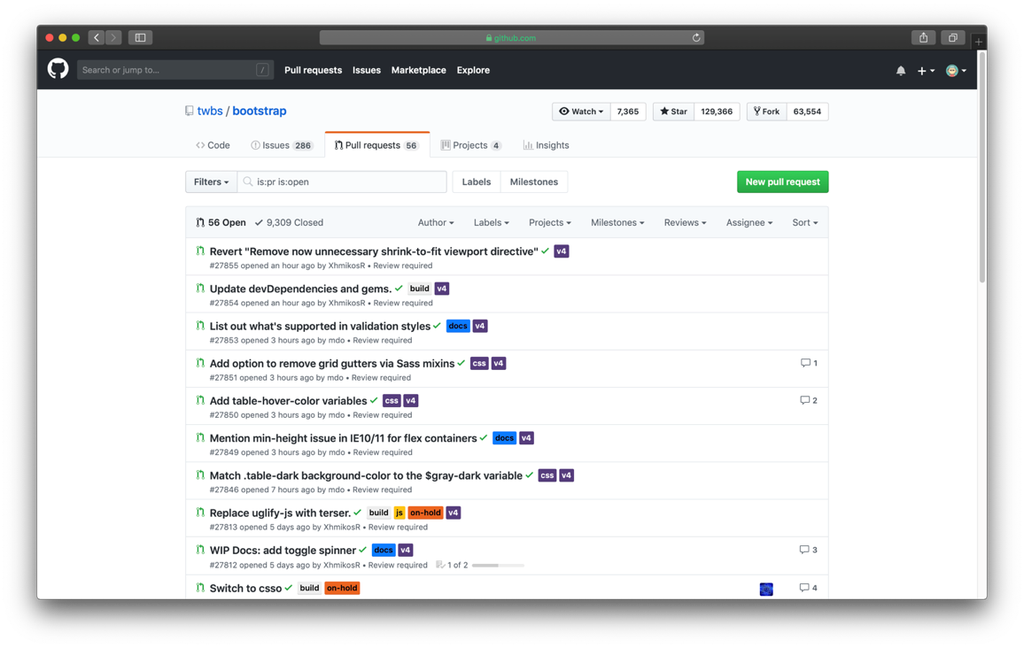 github.com
Search or jump to... /
Pull requests Issues Marketplace Explore
twbs / bootstrap
Watch 7,365 Star 129,366 Fork 63,554
Code Issues 286 Pull requests 56 Projects 4 Insights
Filters is:pr is:open Labels Milestones New pull request
56 Open 9,309 Closed Author Labels Projects Milestones Reviews Assignee Sort
Revert "Remove now unnecessary shrink-to-fit viewport directive" v4
#27855 opened an hour ago by XhmikosR • Review required
Update devDependencies and gems. build v4
#27854 opened an hour ago by XhmikosR • Review required
List out what's supported in validation styles docs v4
#27853 opened 3 hours ago by mdo • Review required
Add option to remove grid gutters via Sass mixins css v4 1
#27851 opened 3 hours ago by mdo • Review required
Add table-hover-color variables css v4 2
#27850 opened 3 hours ago by mdo • Review required
Mention min-height issue in IE10/11 for flex containers docs v4
#27849 opened 3 hours ago by mdo • Review required
Match .table-dark background-color to the $gray-dark variable css v4
#27846 opened 7 hours ago by mdo • Review required
Replace uglify-js with terser. build js on-hold v4
#27813 opened 5 days ago by XhmikosR • Review required
WIP Docs: add toggle spinner docs v4 3
#27812 opened 5 days ago by XhmikosR • Review required 1 of 2
Switch to csso build on-hold 4